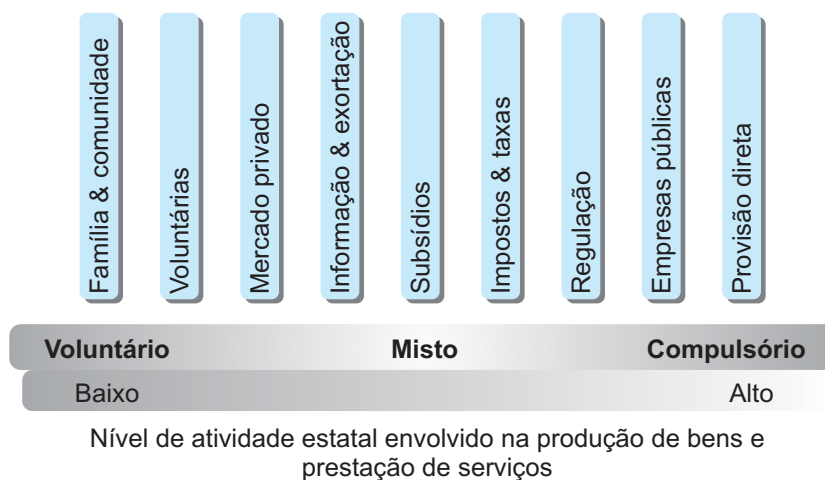 Família & comunidade
Voluntárias
Mercado privado
Informação & exortação
Subsídios
Impostos & taxas
Regulação
Empresas públicas
Provisão direta
Voluntário Misto Compulsório
Baixo Alto
Nível de atividade estatal envolvido na produção de bens e
prestação de serviços